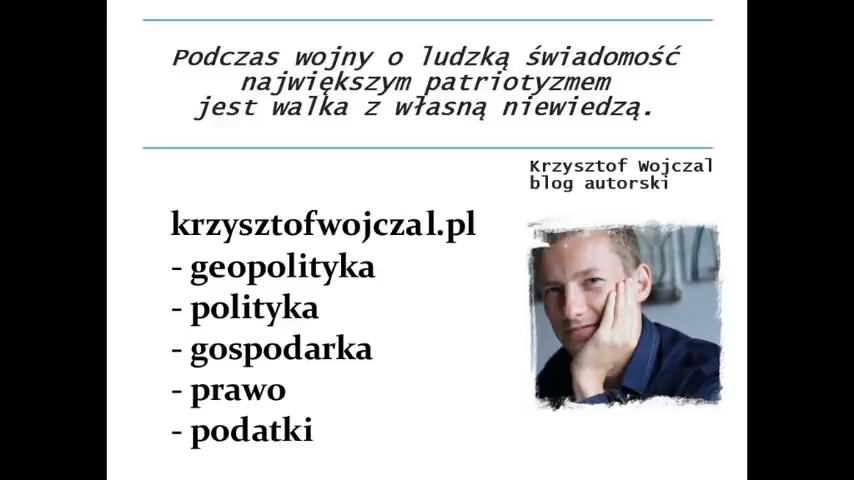 Podczas wojny o ludzką świadomość
największym patriotyzmem
jest walka z własną niewiedzą.
Krzysztof Wojczal
blog autorski
krzysztofwojczal.pl
- geopolityka
- polityka
- gospodarka
- prawo
- podatki